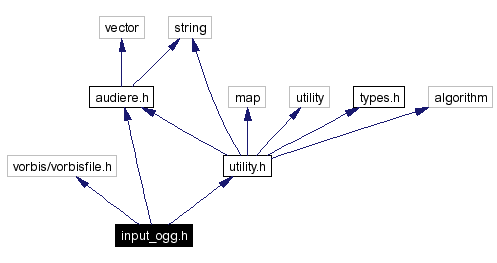 vector
string
audiere.h
map
utility
types.h
algorithm
vorbis/vorbisfile.h
utility.h
input_ogg.h